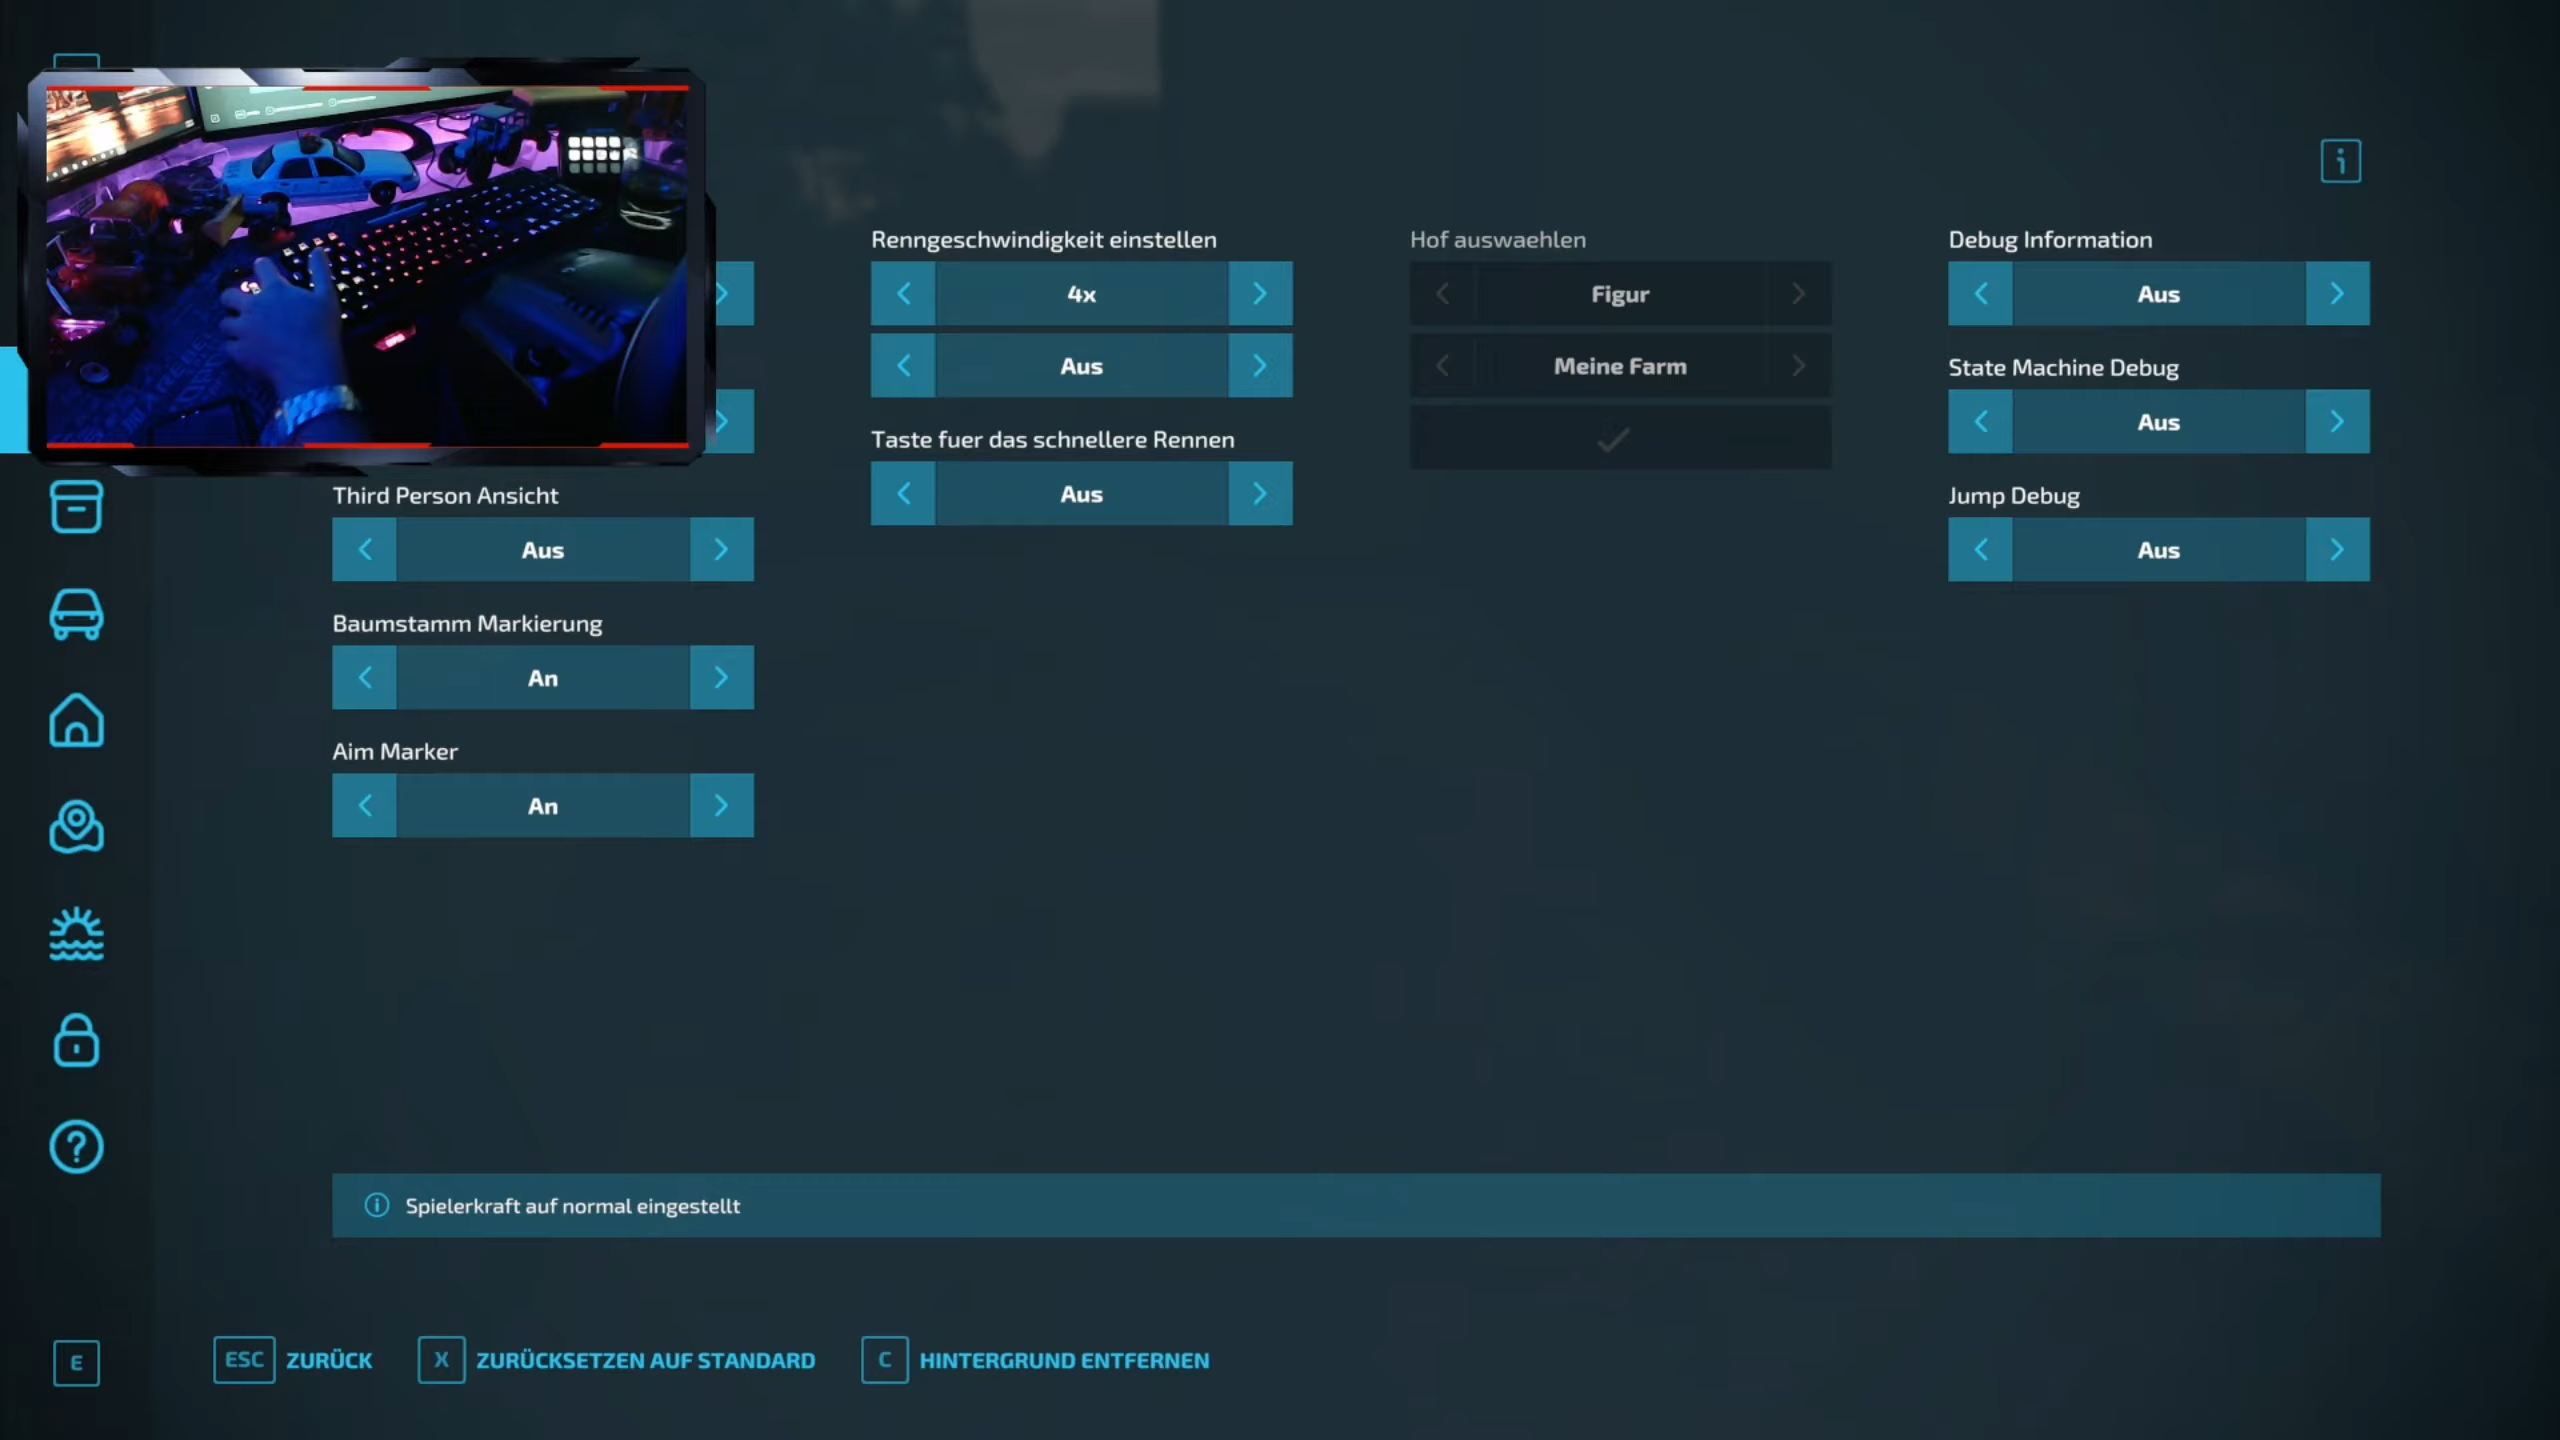 Renngeschwindigkeit einstellen
4x
Aus
Taste fuer das schnellere Rennen
Aus
Hof auswaehlen
Figur
Meine Farm
Debug Information
Aus
State Machine Debug
Aus
Jump Debug
Aus
Third Person Ansicht
Aus
Baumstamm Markierung
An
Aim Marker
An
Spielerkraft auf normal eingestellt
E
ESC ZURÜCK
X ZURÜCKSETZEN AUF STANDARD
C HINTERGRUND ENTFERNEN